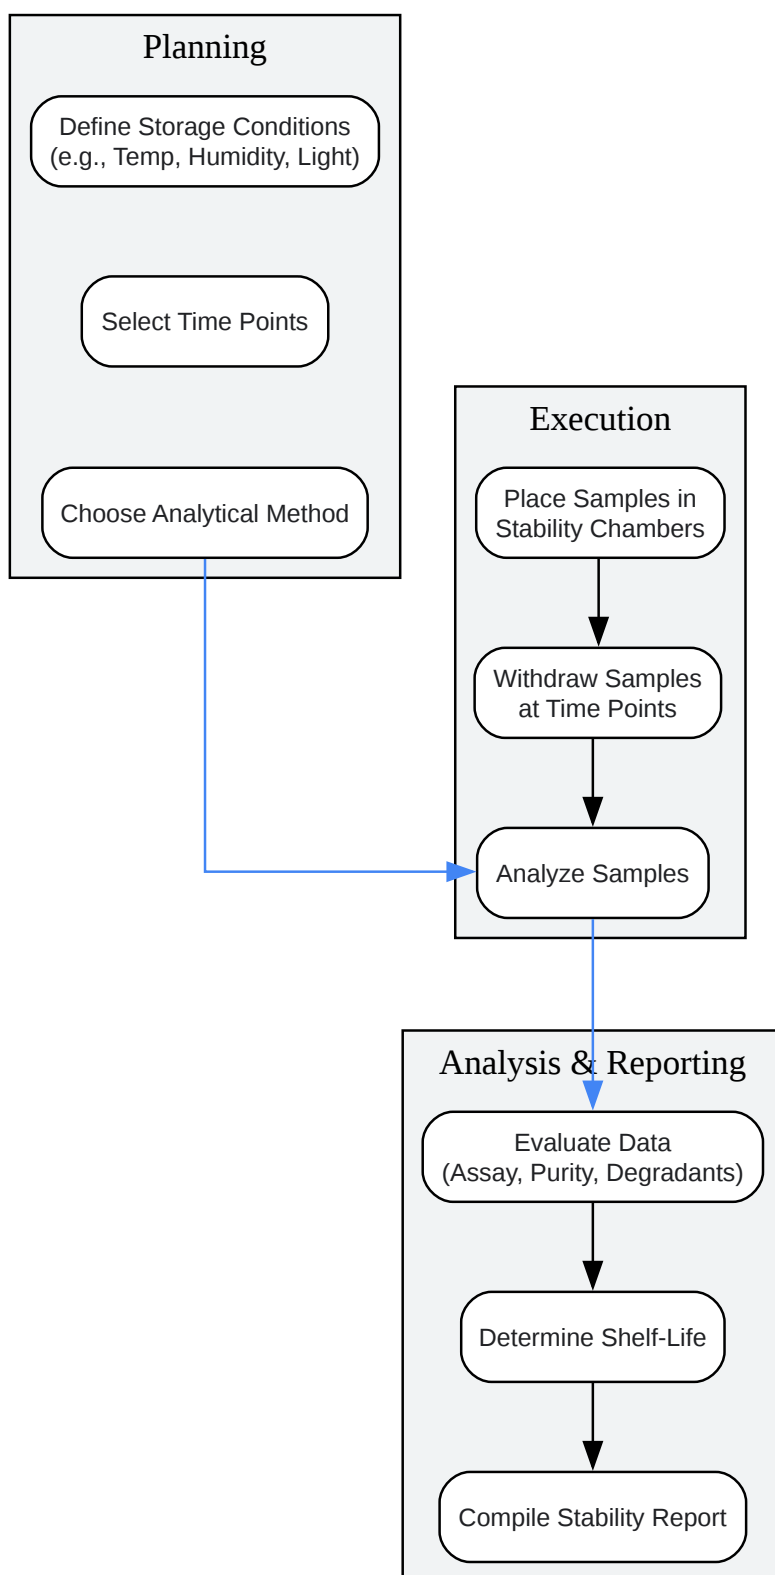 Planning
Define Storage Conditions
(e.g., Temp, Humidity, Light)
Select Time Points
Choose Analytical Method
Execution
Place Samples in
Stability Chambers
Withdraw Samples
at Time Points
Analyze Samples
Analysis & Reporting
Evaluate Data
(Assay, Purity, Degradants)
Determine Shelf-Life
Compile Stability Report